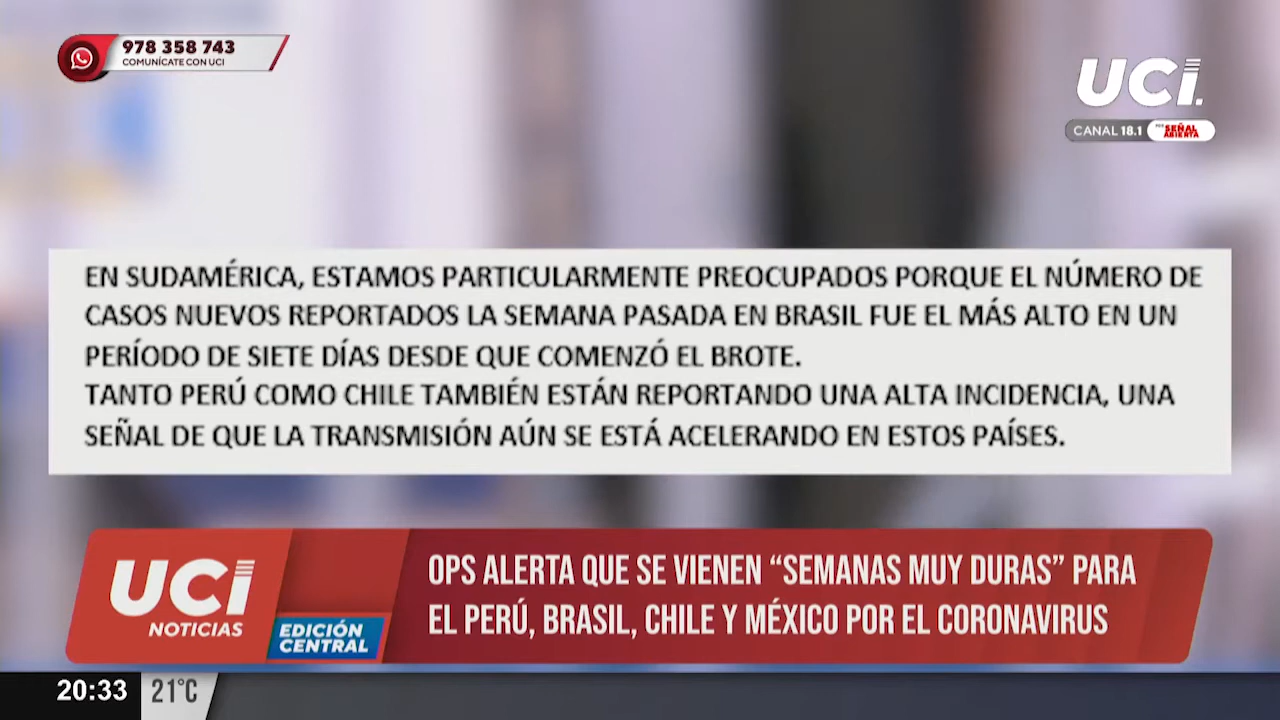 978 358 743
COMUNÍCATE CON UCI
UCI.
CANAL 18.1 POR SEÑAL ABIERTA
EN SUDAMÉRICA, ESTAMOS PARTICULARMENTE PREOCUPADOS PORQUE EL NÚMERO DE
CASOS NUEVOS REPORTADOS LA SEMANA PASADA EN BRASIL FUE EL MÁS ALTO EN UN
PERÍODO DE SIETE DÍAS DESDE QUE COMENZÓ EL BROTE.
TANTO PERÚ COMO CHILE TAMBIÉN ESTÁN REPORTANDO UNA ALTA INCIDENCIA, UNA
SEÑAL DE QUE LA TRANSMISIÓN AÚN SE ESTÁ ACELERANDO EN ESTOS PAÍSES.
UCI
NOTICIAS
EDICIÓN
CENTRAL
OPS ALERTA QUE SE VIENEN “SEMANAS MUY DURAS” PARA
EL PERÚ, BRASIL, CHILE Y MÉXICO POR EL CORONAVIRUS
20:33 21°C